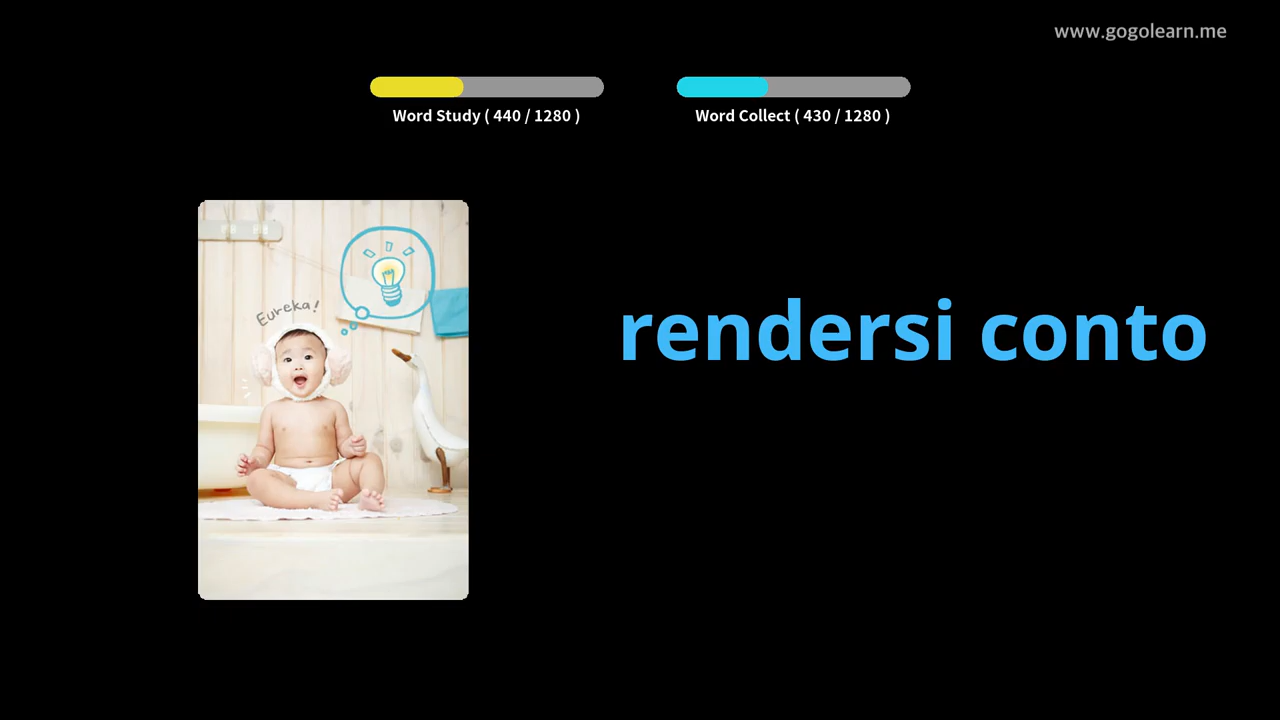 www.gogolearn.me
Word Study ( 440 / 1280 )
Word Collect ( 430 / 1280 )
Eureka!
rendersi conto